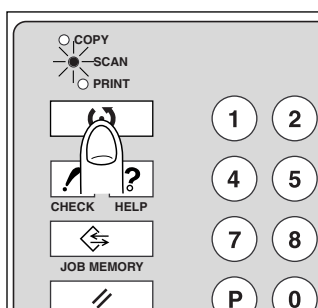 COPY
SCAN
PRINT
1 2
! ?
4 5
CHECK HELP
7 8
JOB MEMORY
P 0